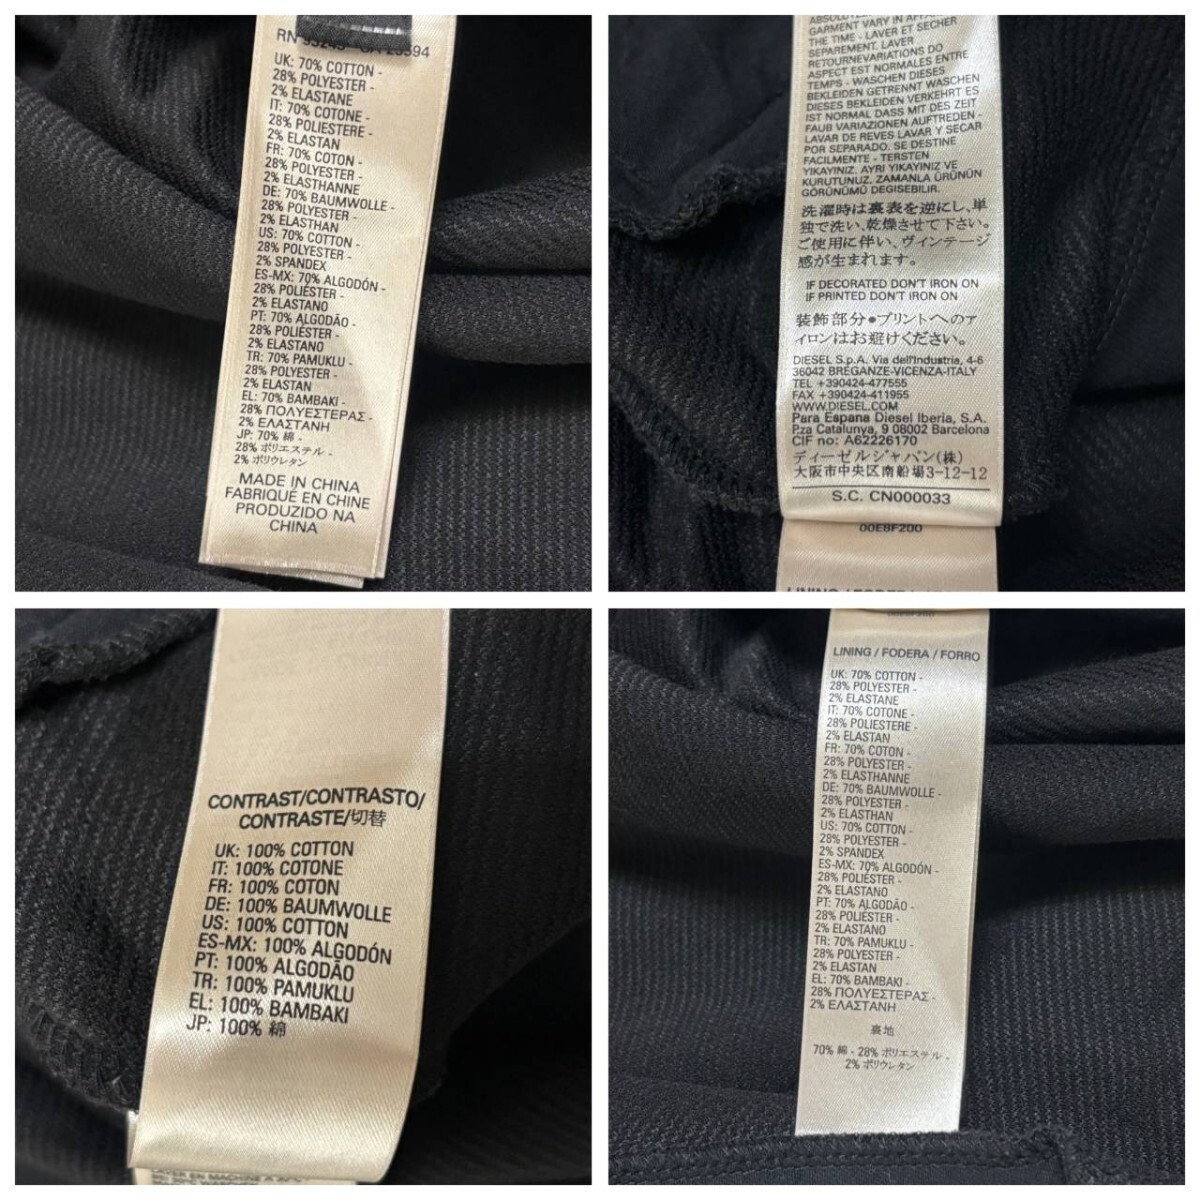 UK: 70% COTTON -
28% POLYESTER -
2% ELASTANE
IT: 70% COTONE -
28% POLIESTERE -
2% ELASTAN
FR: 70% COTON -
28% POLYESTER -
2% ELASTHANNE
DE: 70% BAUMWOLLE -
28% POLYESTER -
2% ELASTHAN
US: 70% COTTON -
28% POLYESTER -
2% SPANDEX
ES-MX: 70% ALGODÓN -
28% POLIÉSTER -
2% ELASTANO
PT: 70% ALGODÃO -
28% POLIÉSTER -
2% ELASTANO
TR: 70% PAMUKLU -
28% POLYESTER -
2% ELASTAN
EL: 70% BAMBAKI -
28% ΠΟΛΥΕΣΤΕΡΑΣ -
2% ΕΛΑΣΤΑΝΗ
JP: 70% 綿 -
28% ポリエステル -
2% ポリウレタン
MADE IN CHINA
FABRIQUÉ EN CHINE
PRODUZIDO NA
CHINA
GARMENT VARY IN
THE TIME - LAVER ET SECHER
SEPAREMENT. LAVER
RETOURNEVARIATIONS DO
ASPECT EST NORMALES ENTRE
TEMPS - WASCHEN DIESES
BEKLEIDEN GETRENNT WASCHEN
DIESES BEKLEIDEN VERKEHRT ES
IST NORMAL DASS MIT DES ZEIT
FAUB VARIAZIONEN AUFTREDEN -
LAVAR DE REVES LAVAR Y SECAR
POR SEPARADO. SE DESTINE
FACILMENTE - TERSTEN
YIKAYINIZ. AYRI YIKAYINIZ VE
KURUTUNUZ. ZAMANLA ÜRÜNÜN
GÖRÜNÜMÜ DEGISEBILIR.
洗濯時は裏表を逆にし、単
独で洗い、乾燥させて下さい。
ご使用に伴い、ヴィンテージ
感が生まれます。
IF DECORATED DON'T IRON ON
IF PRINTED DON'T IRON ON
装飾部分●プリントへのア
イロンはお避けください。
DIESEL S.p.A. Via dell'Industria, 4-6
36042 BREGANZE-VICENZA-ITALY
TEL +390424-477555
FAX +390424-411955
WWW.DIESEL.COM
Para Espana Diesel Iberia, S.A.
P.za Catalunya, 9 08002 Barcelona
CIF no: A62226170
ディーゼルジャパン(株)
大阪市中央区南船場3-12-12
S.C. CN000033
00E8F200
CONTRAST/CONTRASTO/
CONTRASTE/切替
UK: 100% COTTON
IT: 100% COTONE
FR: 100% COTON
DE: 100% BAUMWOLLE
US: 100% COTTON
ES-MX: 100% ALGODÓN
PT: 100% ALGODÃO
TR: 100% PAMUKLU
EL: 100% BAMBAKI
JP: 100% 綿
LINING / FODERA / FORRO
UK: 70% COTTON -
28% POLYESTER -
2% ELASTANE
IT: 70% COTONE -
28% POLIESTERE -
2% ELASTAN
FR: 70% COTON -
28% POLYESTER -
2% ELASTHANNE
DE: 70% BAUMWOLLE -
28% POLYESTER -
2% ELASTHAN
US: 70% COTTON -
28% POLYESTER -
2% SPANDEX
ES-MX: 70% ALGODÓN -
28% POLIÉSTER -
2% ELASTANO
PT: 70% ALGODÃO -
28% POLIÉSTER -
2% ELASTANO
TR: 70% PAMUKLU -
28% POLYESTER -
2% ELASTAN
EL: 70% BAMBAKI -
28% ΠΟΛΥΕΣΤΕΡΑΣ -
2% ΕΛΑΣΤΑΝΗ
裏地
70% 綿 - 28% ポリエステル -
2% ポリウレタン